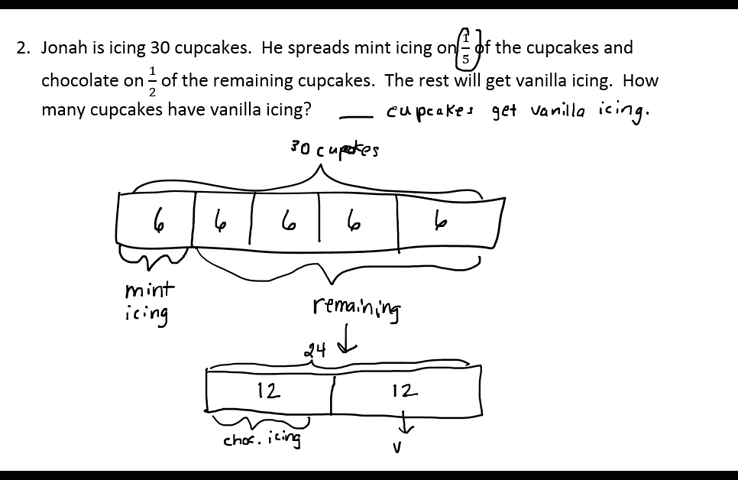 2. Jonah is icing 30 cupcakes. He spreads mint icing on 1/5 of the cupcakes and
chocolate on 1/2 of the remaining cupcakes. The rest will get vanilla icing. How
many cupcakes have vanilla icing? ___ cupcakes get vanilla icing.
30 cupcakes
6 6 6 6 6
mint
icing
remaining
24
12 12
choc. icing
V